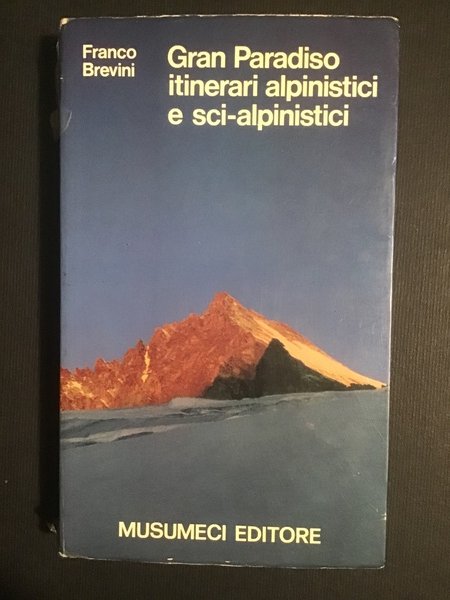 Franco
Brevini
Gran Paradiso
itinerari alpinistici
e sci-alpinistici
MUSUMECI EDITORE